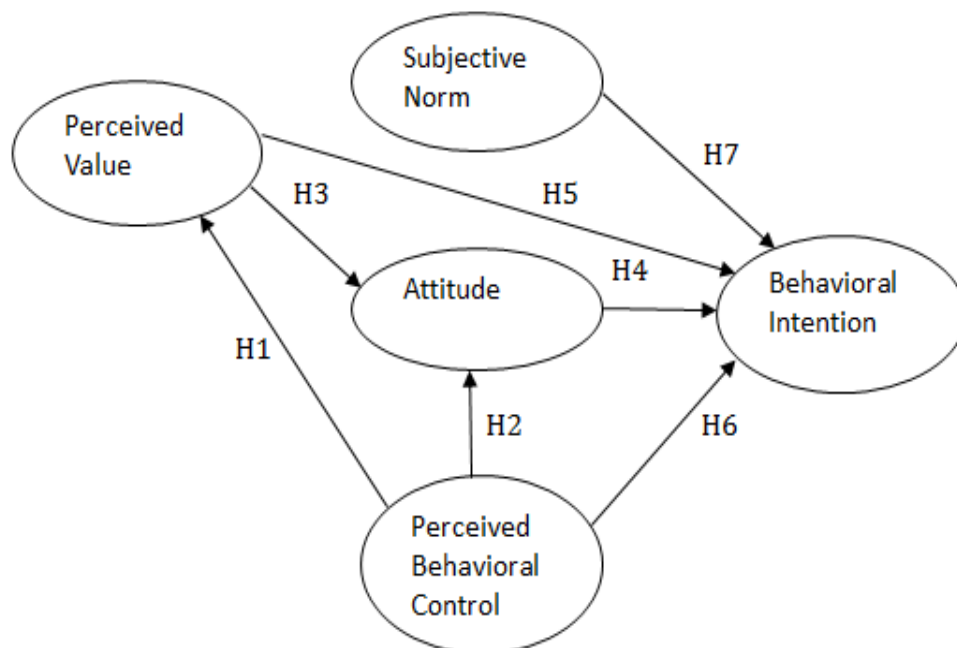 Subjective
Norm
Perceived
Value
H7
H3
H5
Attitude
H4
Behavioral
Intention
H1
H2
H6
Perceived
Behavioral
Control